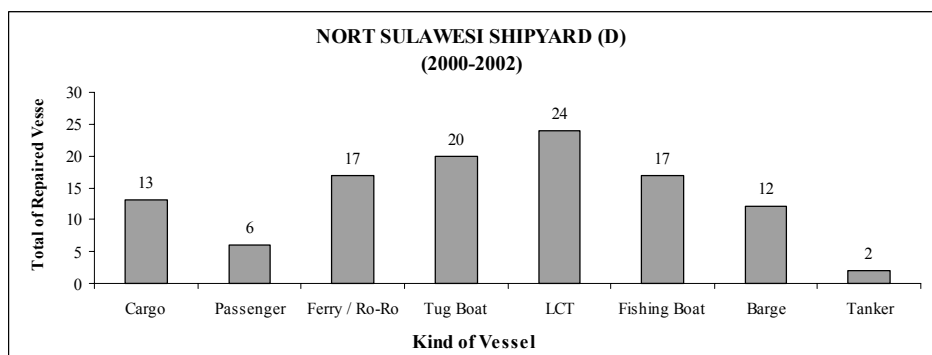 NORT SULAWESI SHIPYARD (D)
(2000-2002)
Total of Repaired Vesse
30
25
20
15
10
5
0
13
6
17
20
24
17
12
2
Cargo
Passenger
Ferry / Ro-Ro
Tug Boat
LCT
Fishing Boat
Barge
Tanker
Kind of Vessel